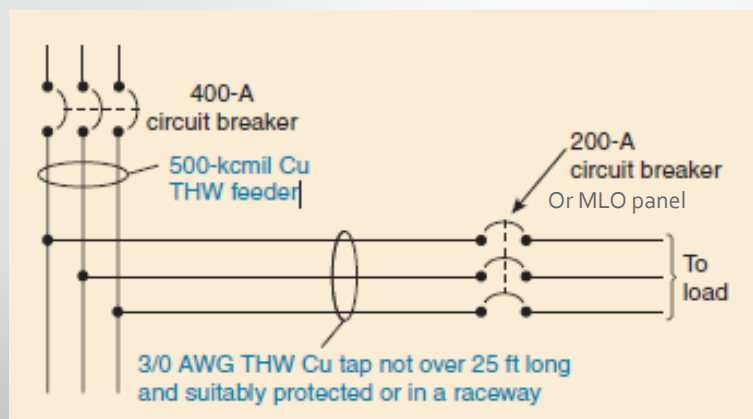 400-A
circuit breaker
500-kcmil Cu
THW feeder
200-A
circuit breaker
Or MLO panel
To
load
3/0 AWG THW Cu tap not over 25 ft long
and suitably protected or in a raceway